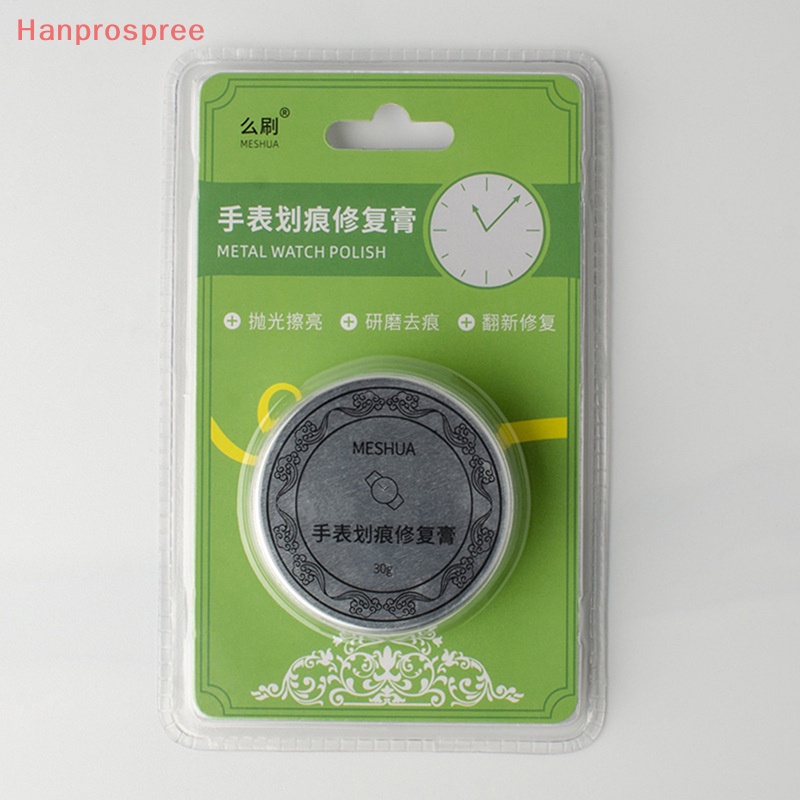 Hanprospree
么刷®
MESHUA
手表划痕修复膏
METAL WATCH POLISH
抛光擦亮 研磨去痕 翻新修复
MESHUA
手表划痕修复膏
30g